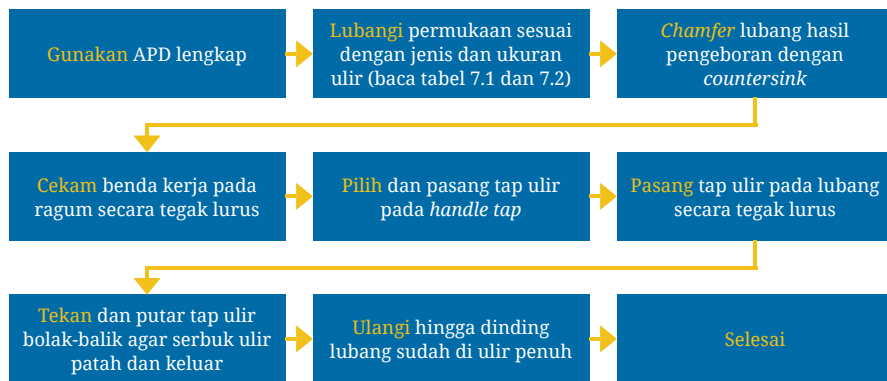 Gunakan APD lengkap
Lubangi permukaan sesuai
dengan jenis dan ukuran
ulir (baca tabel 7.1 dan 7.2)
Chamfer lubang hasil
pengeboran dengan
countersink
Cekam benda kerja pada
ragum secara tegak lurus
Pilih dan pasang tap ulir
pada handle tap
Pasang tap ulir pada lubang
secara tegak lurus
Tekan dan putar tap ulir
bolak-balik agar serbuk ulir
patah dan keluar
Ulangi hingga dinding
lubang sudah di ulir penuh
Selesai